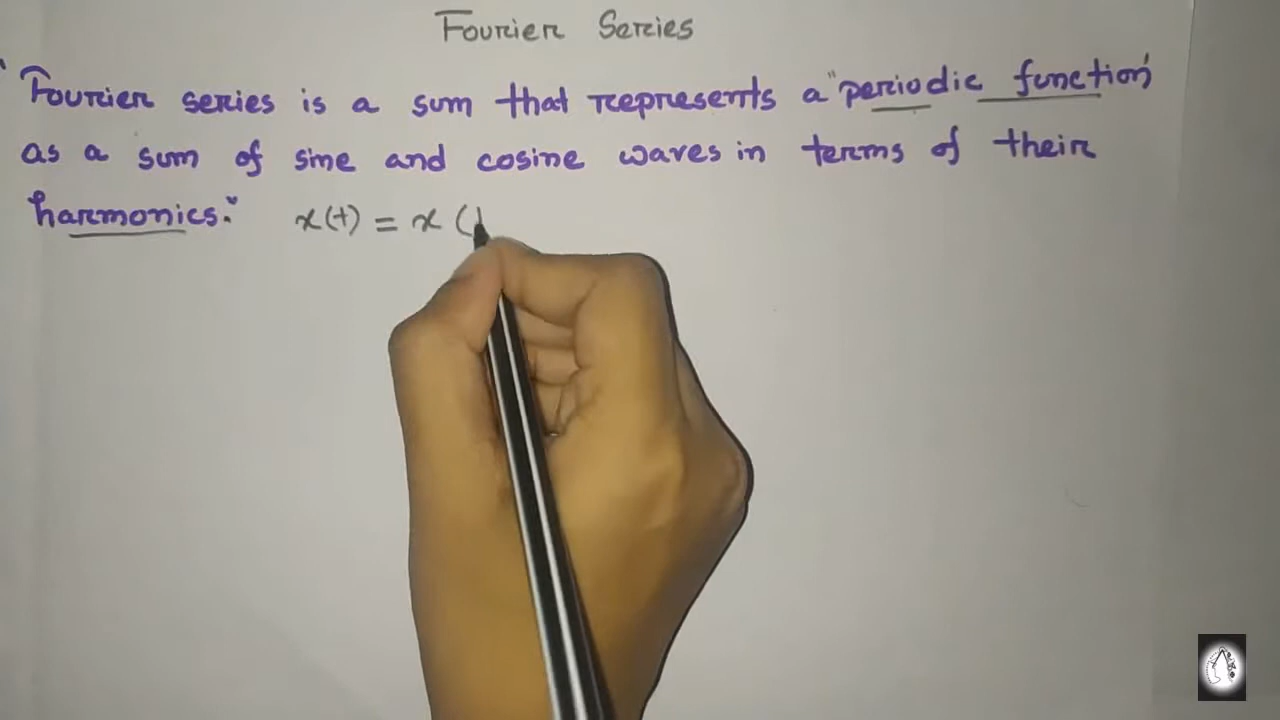 Fourier Series
"Fourier series is a sum that represents a "periodic function"
as a sum of sine and cosine waves in terms of their
harmonics." x(t) = x (